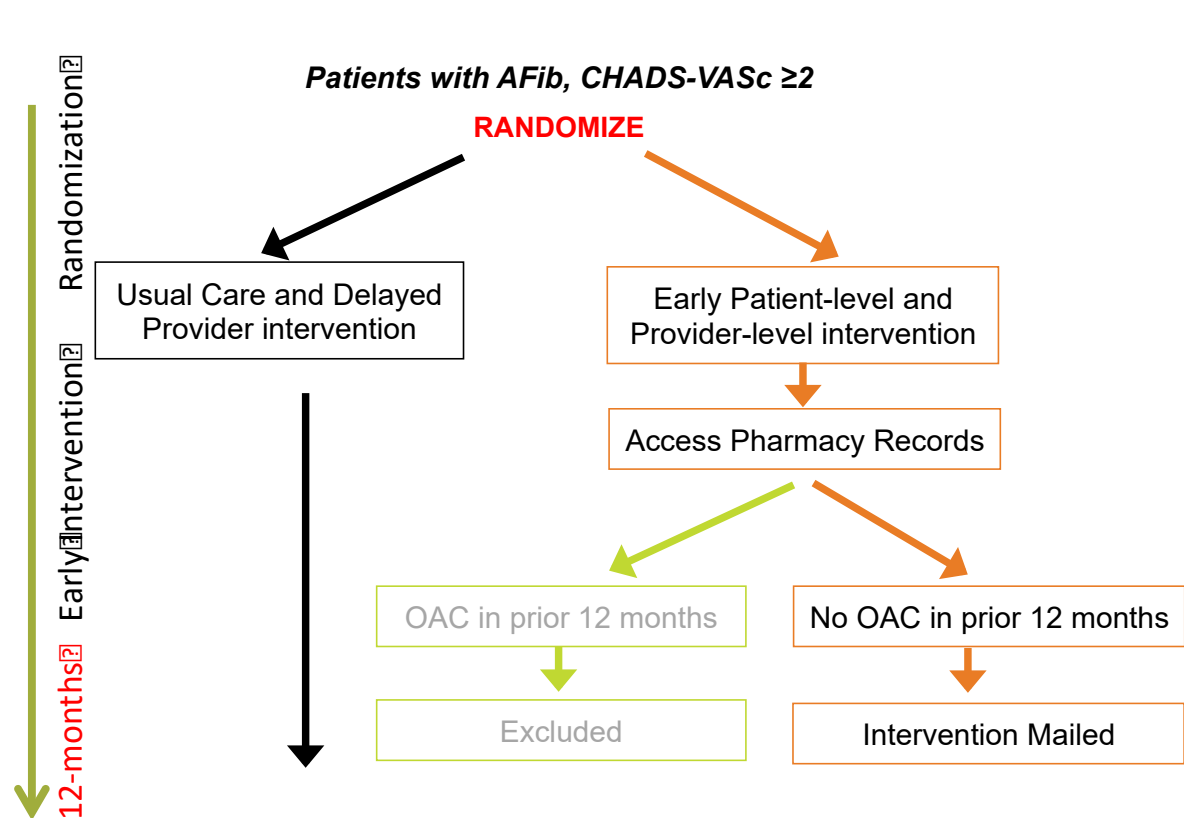 Patients with AFib, CHADS-VASc ≥2
RANDOMIZE
Randomization
Usual Care and Delayed
Provider intervention
Early Patient-level and
Provider-level intervention
Early Intervention
Access Pharmacy Records
OAC in prior 12 months
No OAC in prior 12 months
12-months
Excluded
Intervention Mailed